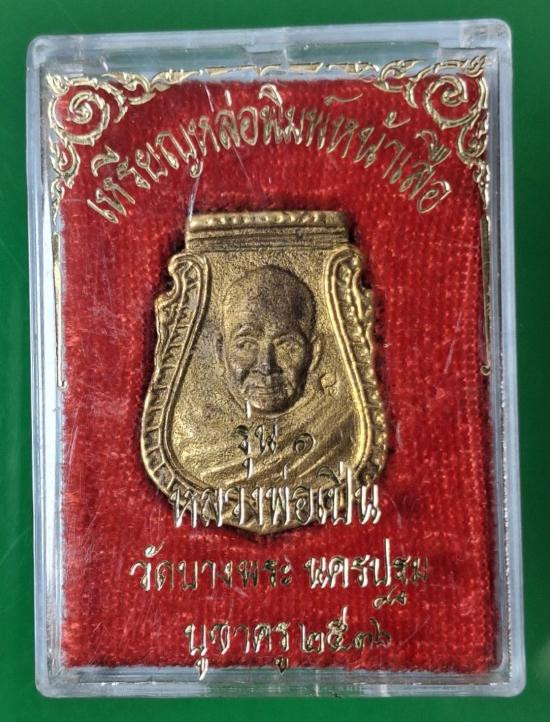 เหรียญหล่อพิมพ์หน้าเสือ
รุ่น ๑
หลวงพ่อเปิ่น
วัดบางพระ นครปฐม
บูชาครู ๒๕๓๖